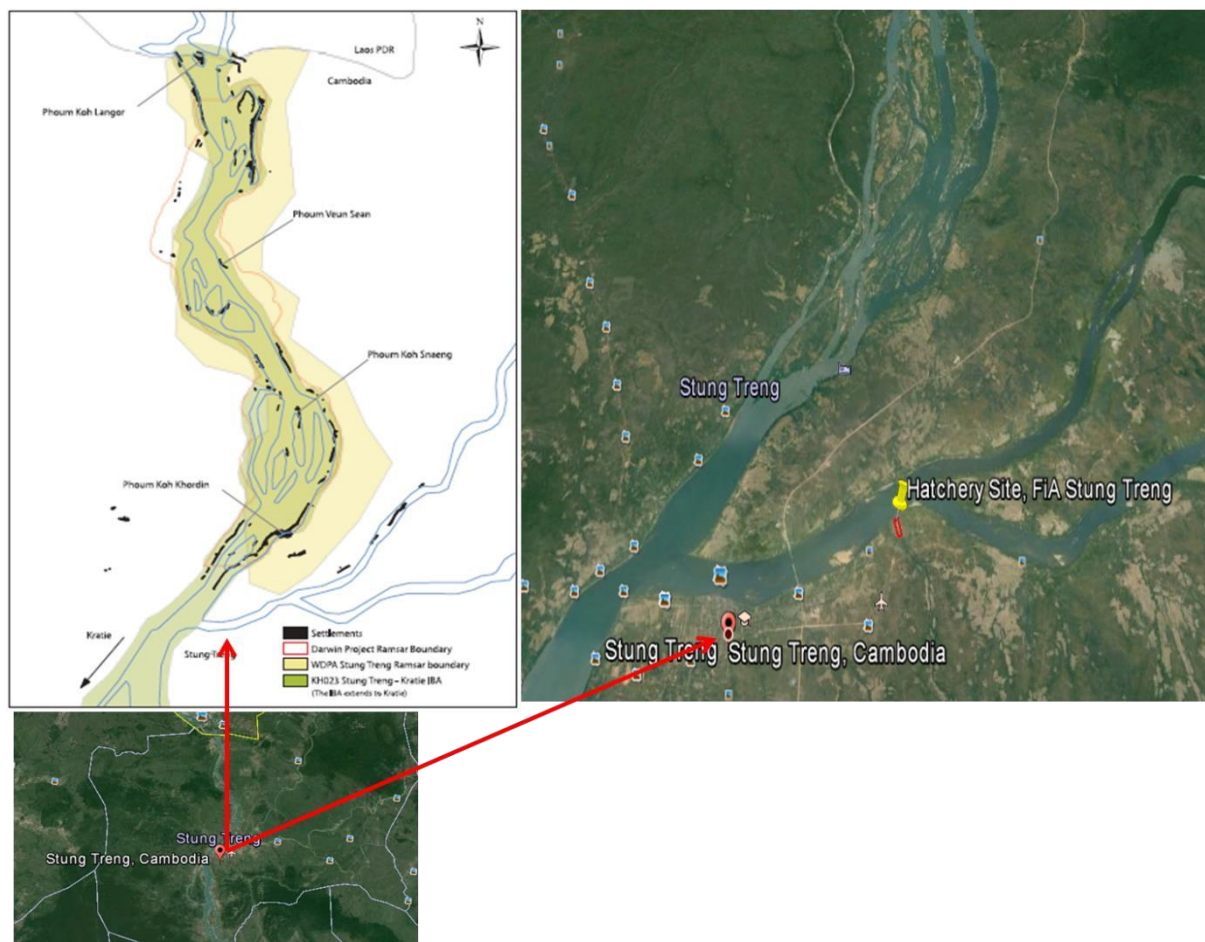 N
Laos PDR
Cambodia
Phoum Koh Langor
Phoum Veun Sean
Phoum Koh Snaeng
Phoum Koh Khordin
Kratie
Stung
Settlements
Darwin Project Ramsar Boundary
WDPA Stung Treng Ramsar boundary
KH023 Stung Treng – Kratie IBA
(The IBA extends to Kratie)
Stung Treng
Hatchery Site, FiA Stung Treng
Stung Treng
Stung Treng, Cambodia
Stung Treng
Stung Treng, Cambodia